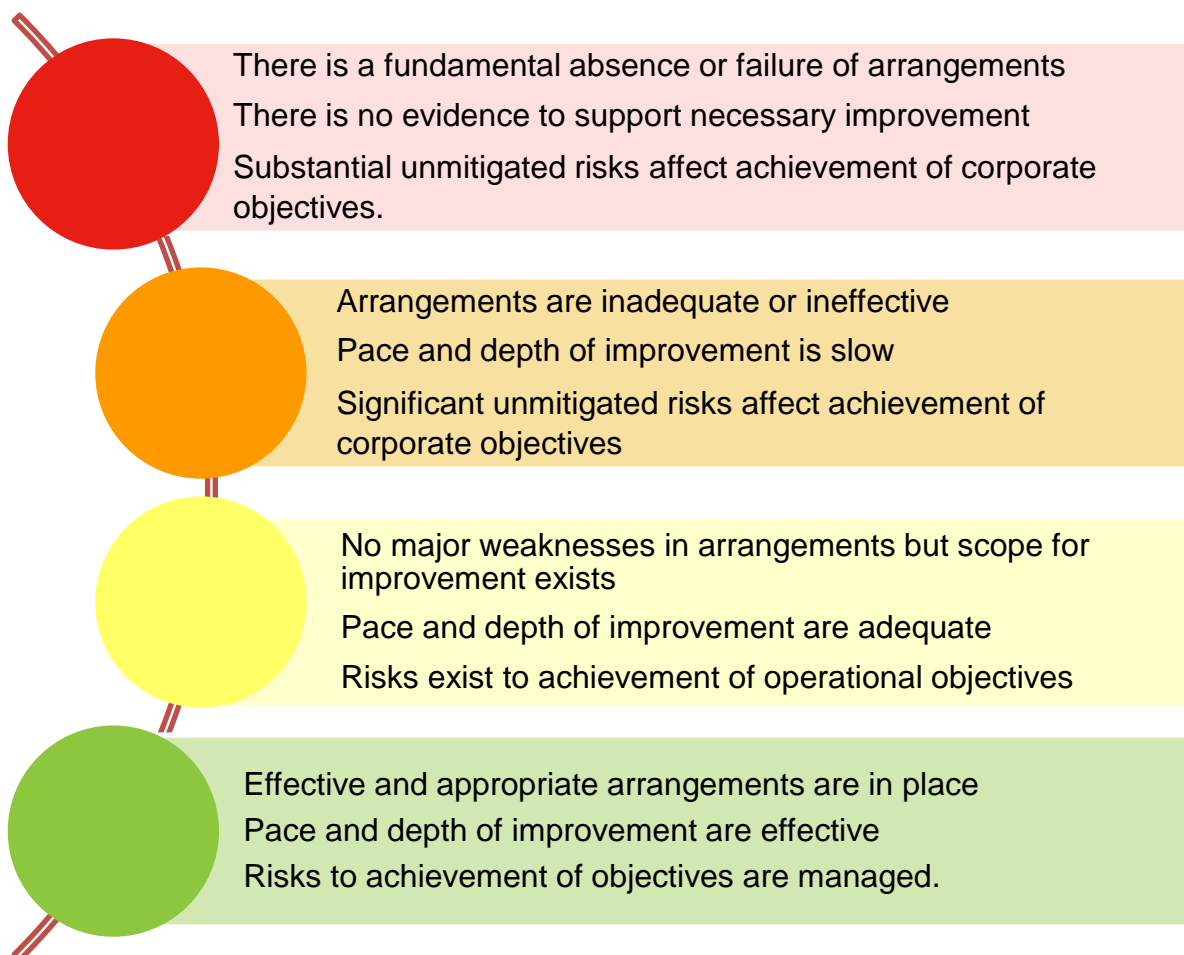 There is a fundamental absence or failure of arrangements
There is no evidence to support necessary improvement
Substantial unmitigated risks affect achievement of corporate
objectives.
Arrangements are inadequate or ineffective
Pace and depth of improvement is slow
Significant unmitigated risks affect achievement of
corporate objectives
No major weaknesses in arrangements but scope for
improvement exists
Pace and depth of improvement are adequate
Risks exist to achievement of operational objectives
Effective and appropriate arrangements are in place
Pace and depth of improvement are effective
Risks to achievement of objectives are managed.